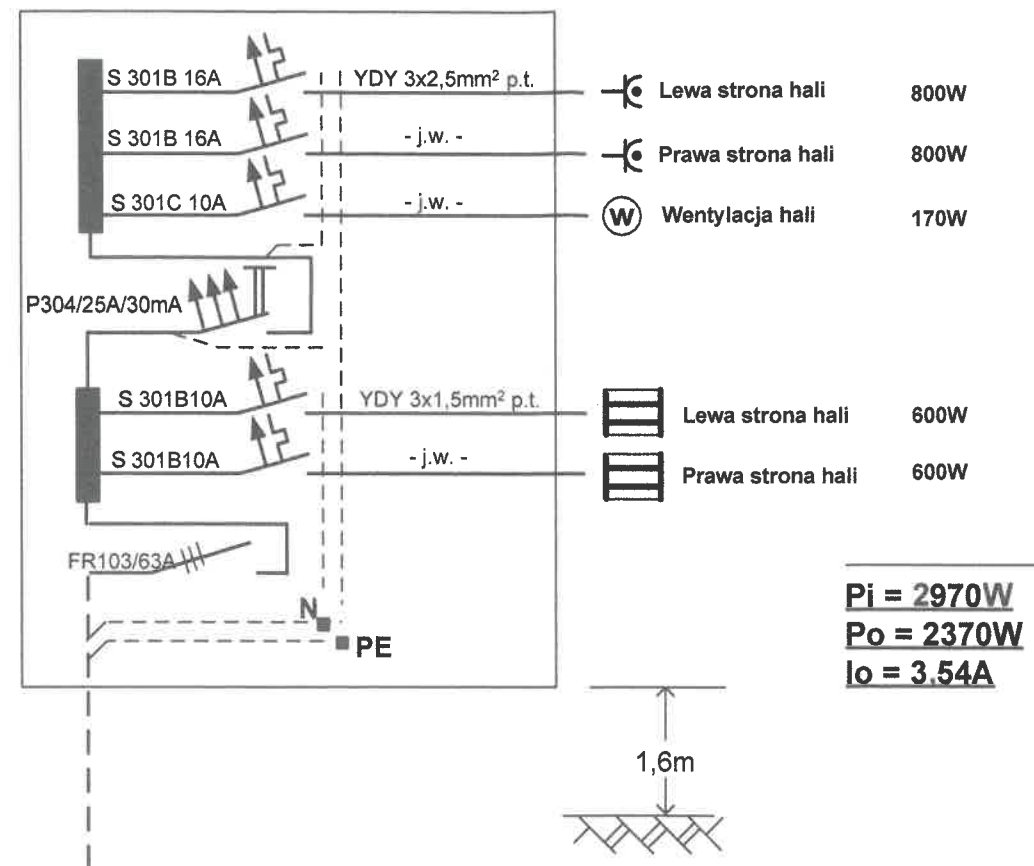 S 301B 16A YDY 3x2,5mm² p.t. Lewa strona hali 800W
S 301B 16A - j.w. - Prawa strona hali 800W
S 301C 10A - j.w. - W Wentylacja hali 170W
P304/25A/30mA
S 301B10A YDY 3x1,5mm² p.t. Lewa strona hali 600W
S 301B10A - j.w. - Prawa strona hali 600W
FR103/63A
N
PE
Pi = 2970W
Po = 2370W
Io = 3,54A
1,6m